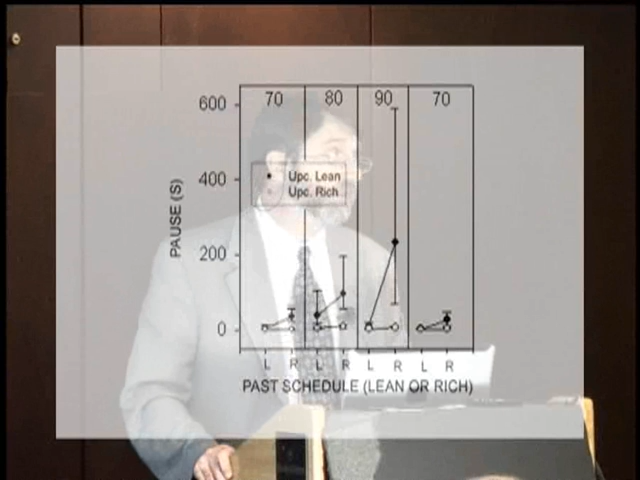 70 80 90 70
600
400
200
0
PAUSE (S)
Upc. Lean
Upc. Rich
L R L R L R L R
PAST SCHEDULE (LEAN OR RICH)